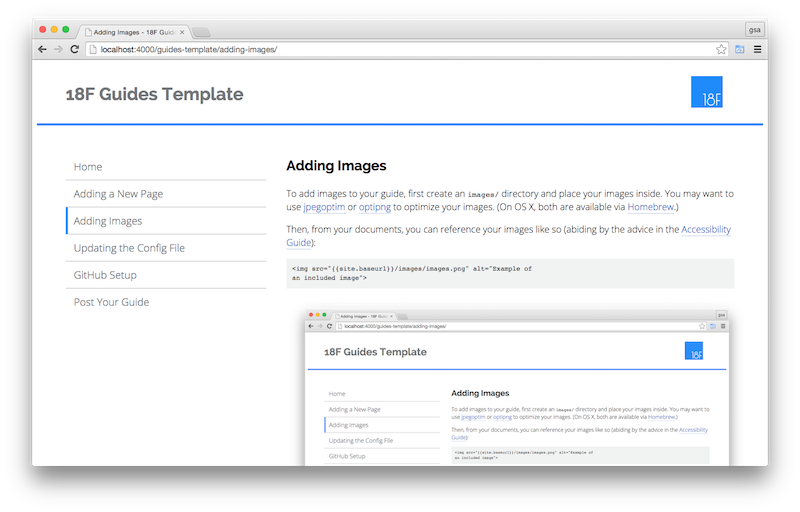 Adding Images - 18F Guid
gsa
localhost:4000/guides-template/adding-images/
18F Guides Template
18F
Home
Adding a New Page
Adding Images
Updating the Config File
GitHub Setup
Post Your Guide
Adding Images
To add images to your guide, first create an images/ directory and place your images inside. You may want to
use jpegoptim or optipng to optimize your images. (On OS X, both are available via Homebrew.)
Then, from your documents, you can reference your images like so (abiding by the advice in the Accessibility
Guide):
<img src="{{site.baseurl}}/images/images.png" alt="Example of
an included image">
Adding Images - 18F Guid
gsa
localhost:4000/guides-template/adding-images/
18F Guides Template
18F
Home
Adding a New Page
Adding Images
Updating the Config File
GitHub Setup
Adding Images
To add images to your guide, first create an images/ directory and place your images inside. You may want to
use jpegoptim or optipng to optimize your images. (On OS X, both are available via Homebrew.)
Then, from your documents, you can reference your images like so (abiding by the advice in the Accessibility
Guide):
<img src="{{site.baseurl}}/images/images.png" alt="Example of
an included image">